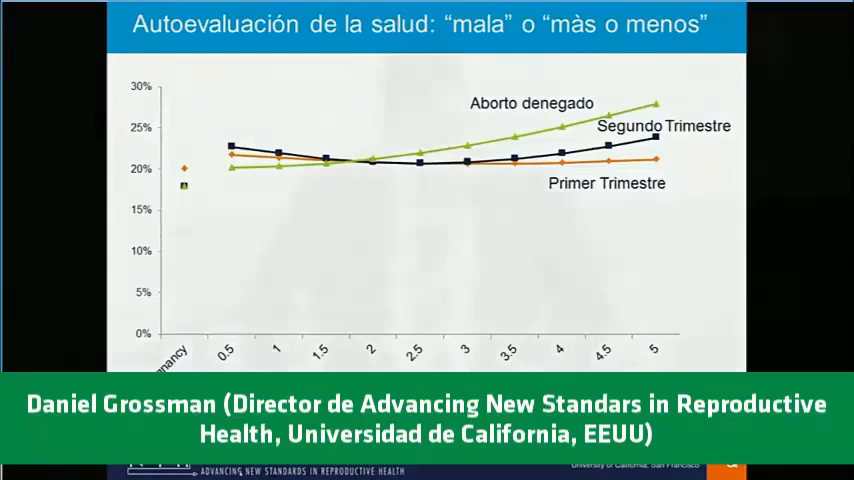 Autoevaluación de la salud: “mala” o “màs o menos”
30%
25%
20%
15%
10%
5%
0%
Aborto denegado
Segundo Trimestre
Primer Trimestre
0.5
1
1.5
2
2.5
3
3.5
4
4.5
5
Daniel Grossman (Director de Advancing New Standars in Reproductive
Health, Universidad de California, EEUU)
ADVANCING NEW STANDARDS IN REPRODUCTIVE HEALTH
University of California, San Francisco